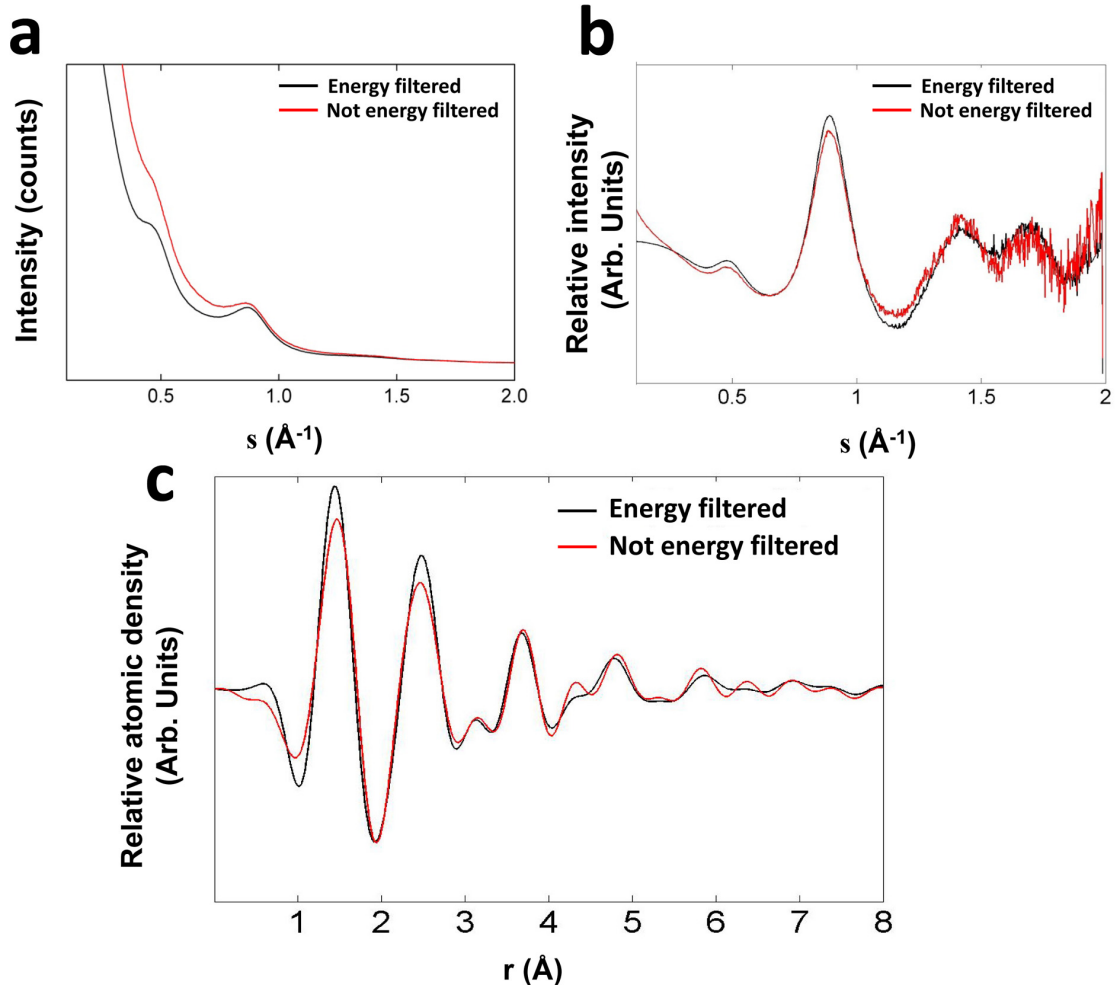 a
Intensity (counts)
Energy filtered
Not energy filtered
0.5 1.0 1.5 2.0
s (Å-1)
b
Relative intensity
(Arb. Units)
Energy filtered
Not energy filtered
0.5 1 1.5 2
s (Å-1)
c
Relative atomic density
(Arb. Units)
Energy filtered
Not energy filtered
1 2 3 4 5 6 7 8
r (Å)